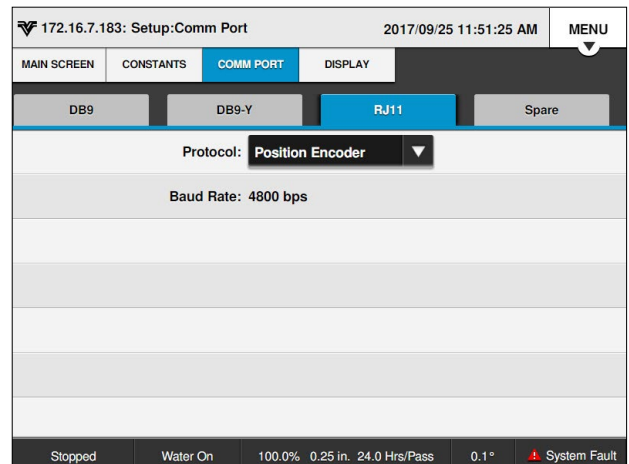 172.16.7.183: Setup:Comm Port 2017/09/25 11:51:25 AM MENU
MAIN SCREEN CONSTANTS COMM PORT DISPLAY
DB9 DB9-Y RJ11 Spare
Protocol: Position Encoder
Baud Rate: 4800 bps
Stopped Water On 100.0% 0.25 in. 24.0 Hrs/Pass 0.1° System Fault